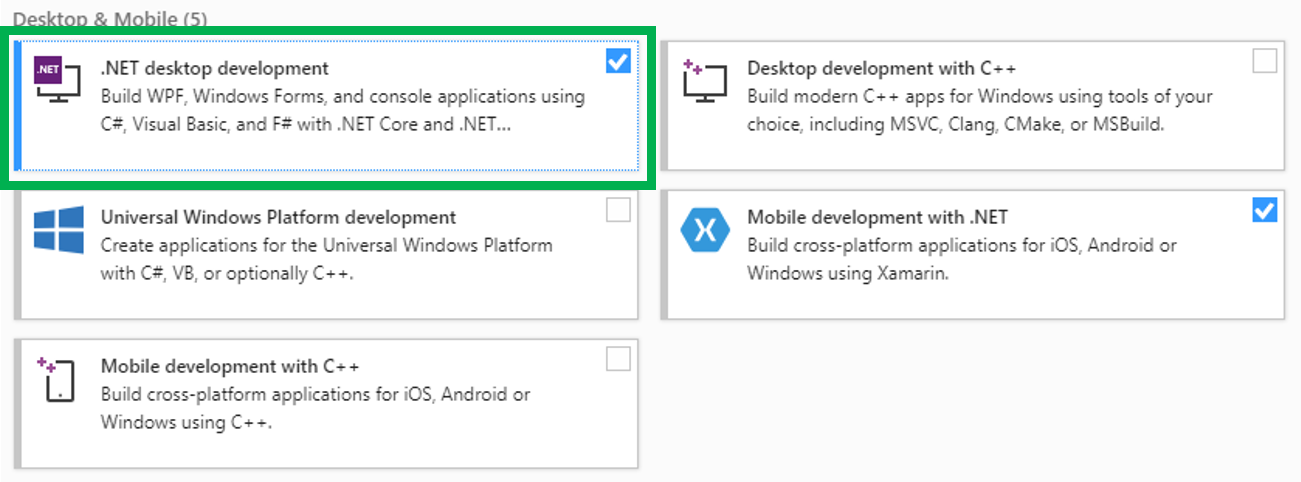 Desktop & Mobile (5)
.NET
.NET desktop development
Build WPF, Windows Forms, and console applications using
C#, Visual Basic, and F# with .NET Core and .NET...
Desktop development with C++
Build modern C++ apps for Windows using tools of your
choice, including MSVC, Clang, CMake, or MSBuild.
Universal Windows Platform development
Create applications for the Universal Windows Platform
with C#, VB, or optionally C++.
Mobile development with .NET
Build cross-platform applications for iOS, Android or
Windows using Xamarin.
Mobile development with C++
Build cross-platform applications for iOS, Android or
Windows using C++.